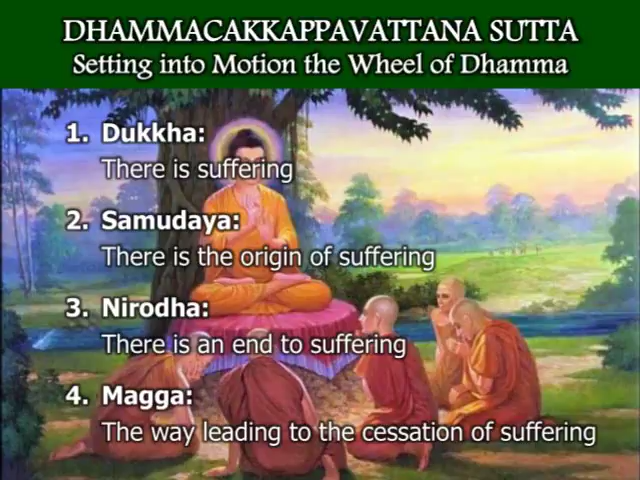 DHAMMACAKKAPPAVATTANA SUTTA
Setting into Motion the Wheel of Dhamma
1. Dukkha:
There is suffering
2. Samudaya:
There is the origin of suffering
3. Nirodha:
There is an end to suffering
4. Magga:
The way leading to the cessation of suffering